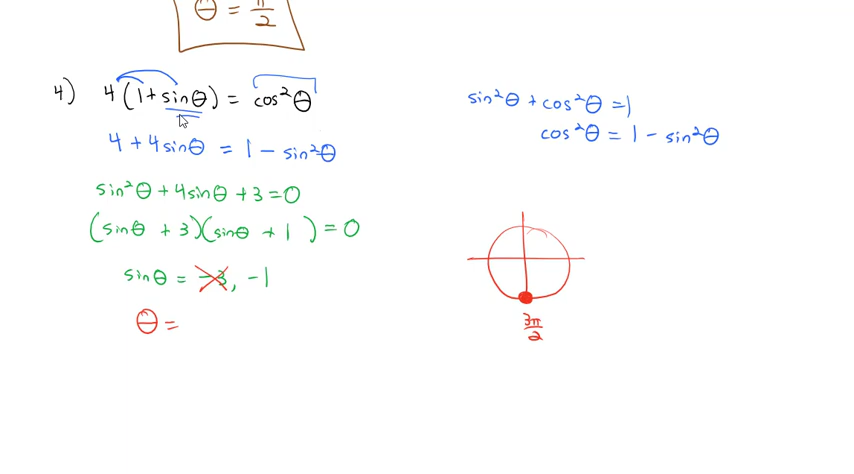 θ = π/2
4) 4(1 + sinθ) = cos²θ
4 + 4sinθ = 1 − sin²θ
sin²θ + 4sinθ + 3 = 0
(sinθ + 3)(sinθ + 1) = 0
sinθ = −3, −1
θ =
sin²θ + cos²θ = 1
cos²θ = 1 − sin²θ
3π/2